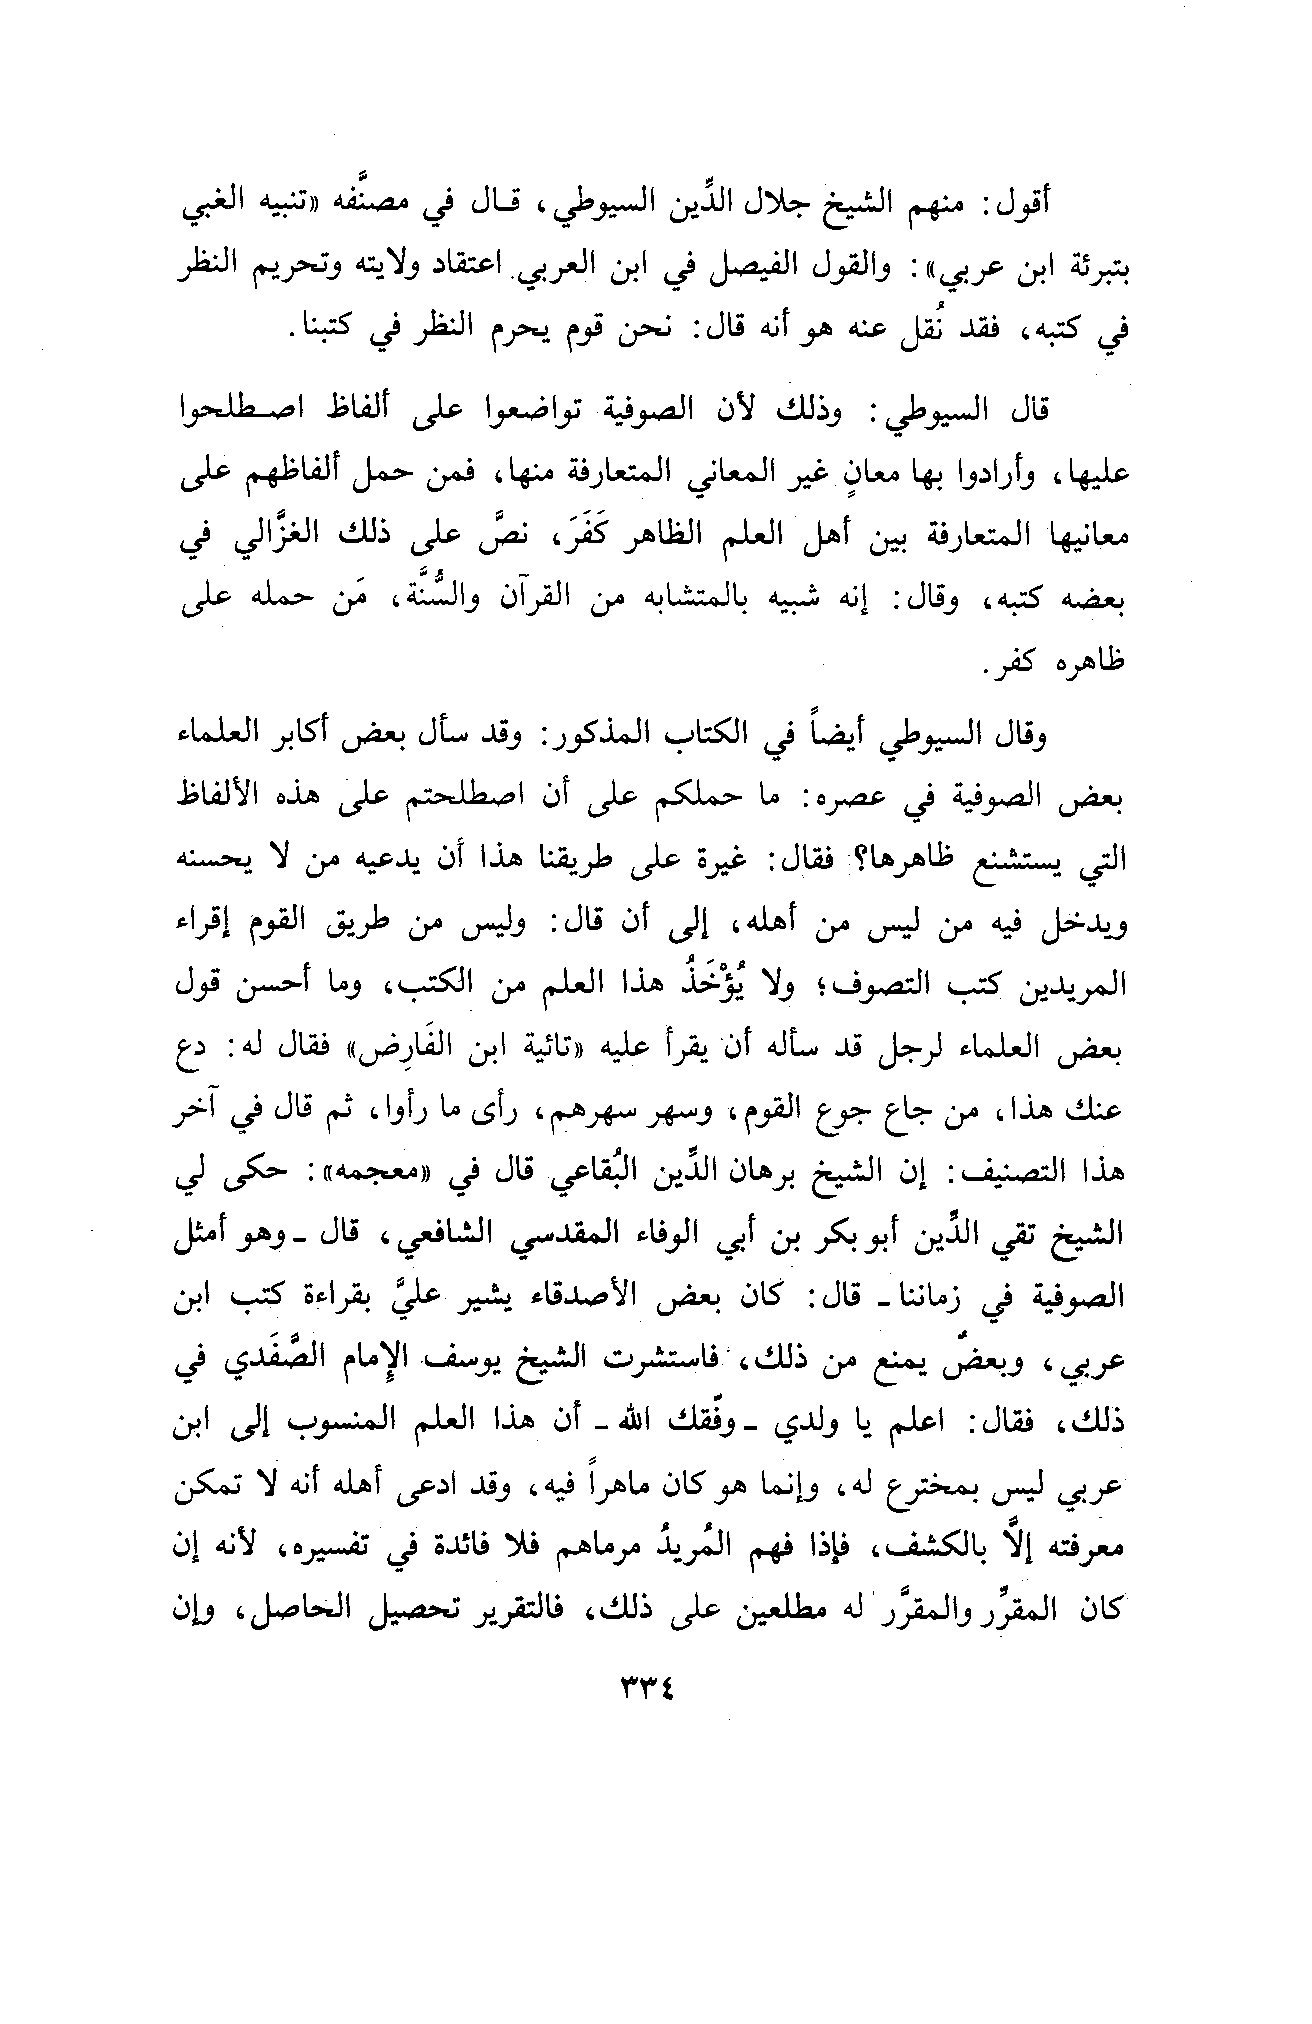 أقول: منهم الشيخ جلال الدِّين السيوطي، قال في مصنَّفه «تنبيه الغبي
بتبرئة ابن عربي»: والقول الفيصل في ابن العربي اعتقاد ولايته وتحريم النظر
في كتبه، فقد نُقل عنه هو أنه قال: نحن قوم يحرم النظر في كتبنا.
قال السيوطي: وذلك لأن الصوفية تواضعوا على ألفاظ اصطلحوا
عليها، وأرادوا بها معانٍ غير المعاني المتعارفة منها، فمن حمل ألفاظهم على
معانيها المتعارفة بين أهل العلم الظاهر كَفَرَ، نصَّ على ذلك الغزَّالي في
بعضه كتبه، وقال: إنه شبيه بالمتشابه من القرآن والسُّنَّة، مَن حمله على
ظاهره كفر.
وقال السيوطي أيضاً في الكتاب المذكور: وقد سأل بعض أكابر العلماء
بعض الصوفية في عصره: ما حملكم على أن اصطلحتم على هذه الألفاظ
التي يستشنع ظاهرها؟ فقال: غيرة على طريقنا هذا أن يدعيه من لا يحسنه
ويدخل فيه من ليس من أهله، إلى أن قال: وليس من طريق القوم إقراء
المريدين كتب التصوف؛ ولا يُؤْخَذُ هذا العلم من الكتب، وما أحسن قول
بعض العلماء لرجل قد سأله أن يقرأ عليه «تائية ابن الفَارِض» فقال له: دع
عنك هذا، من جاع جوع القوم، وسهر سهرهم، رأى ما رأوا، ثم قال في آخر
هذا التصنيف: إن الشيخ برهان الدِّين البُقاعي قال في «معجمه»: حكى لي
الشيخ تقي الدِّين أبو بكر بن أبي الوفاء المقدسي الشافعي، قال - وهو أمثل
الصوفية في زماننا - قال: كان بعض الأصدقاء يشير عليَّ بقراءة كتب ابن
عربي، وبعضٌ يمنع من ذلك، فاستشرت الشيخ يوسف الإمام الصَّفَدي في
ذلك، فقال: اعلم يا ولدي - وفَّقك الله - أن هذا العلم المنسوب إلى ابن
عربي ليس بمخترع له، وإنما هو كان ماهراً فيه، وقد ادعى أهله أنه لا تمكن
معرفته إلَّا بالكشف، فإذا فهم المُريدُ مرماهم فلا فائدة في تفسيره، لأنه إن
كان المقرِّر والمقرَّر له مطلعين على ذلك، فالتقرير تحصيل الحاصل، وإن
٣٣٤